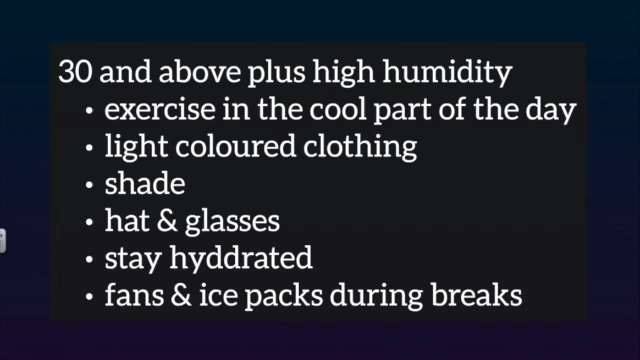 30 and above plus high humidity
• exercise in the cool part of the day
• light coloured clothing
• shade
• hat & glasses
• stay hyddrated
• fans & ice packs during breaks